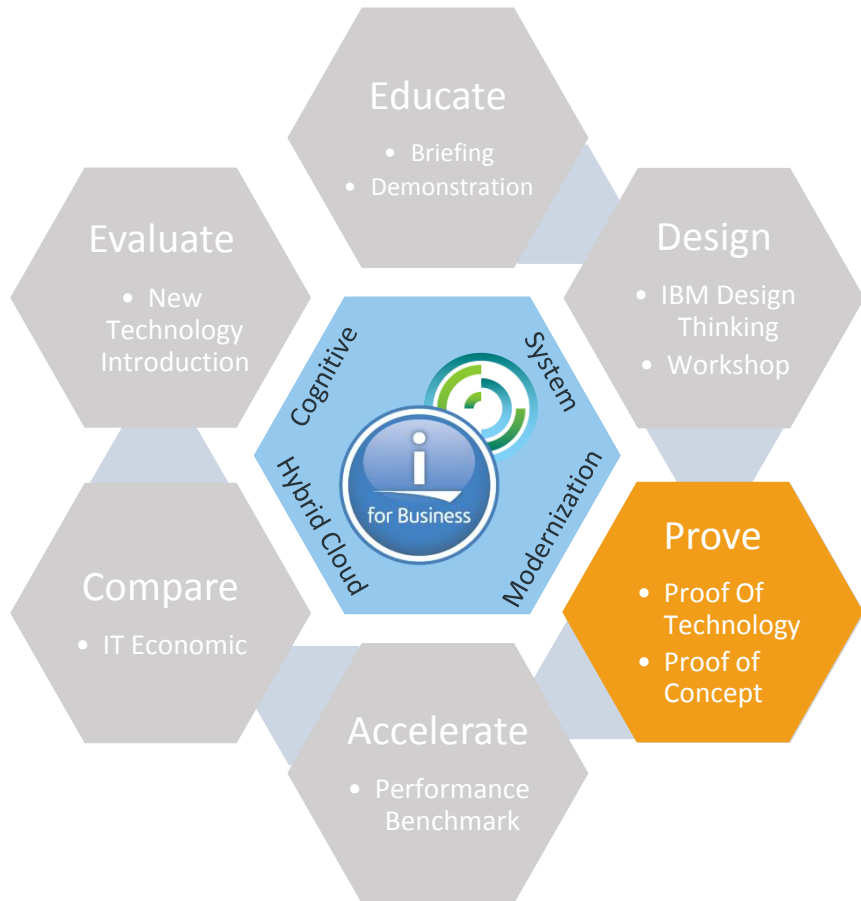 Educate
• Briefing
• Demonstration
Evaluate
• New
Technology
Introduction
Design
• IBM Design
Thinking
• Workshop
Cognitive
System
i
for Business
Hybrid Cloud
Modernization
Prove
• Proof Of
Technology
• Proof of
Concept
Compare
• IT Economic
Accelerate
• Performance
Benchmark